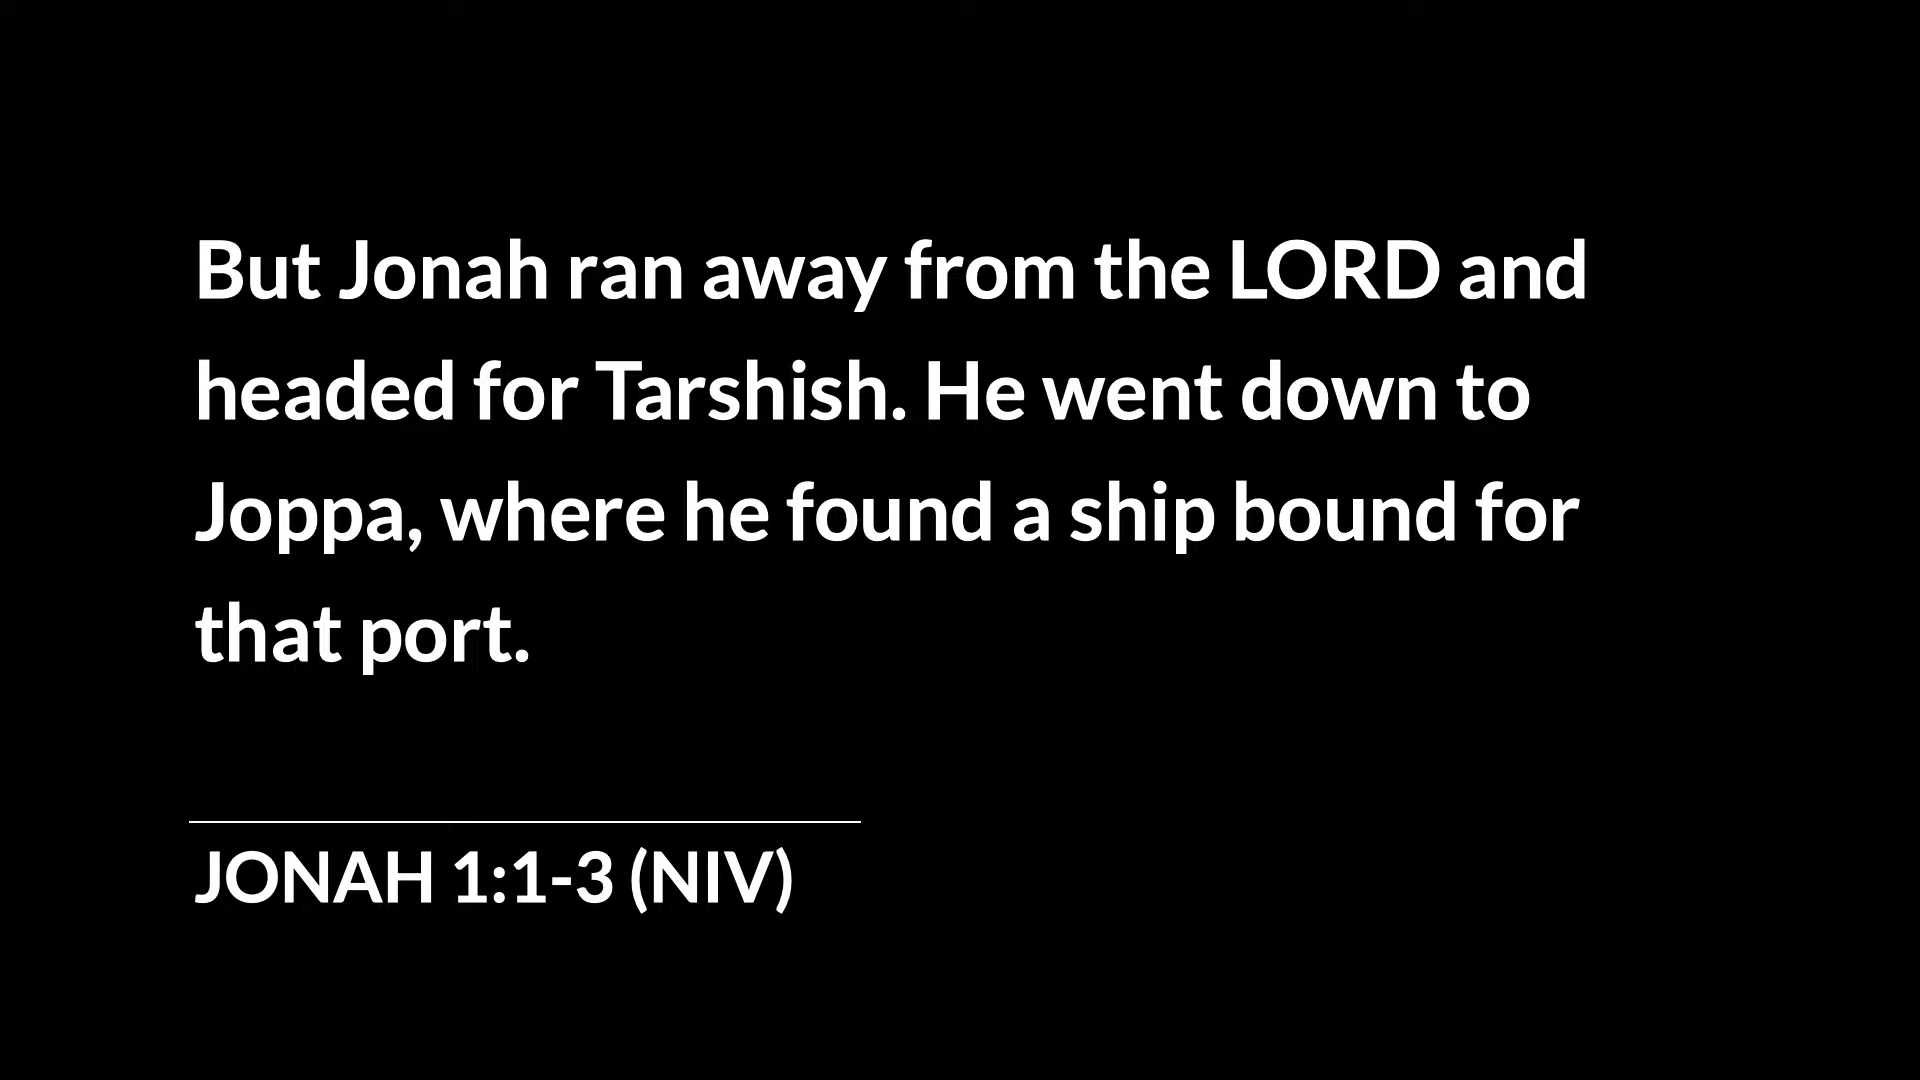 But Jonah ran away from the LORD and
headed for Tarshish. He went down to
Joppa, where he found a ship bound for
that port.
JONAH 1:1-3 (NIV)